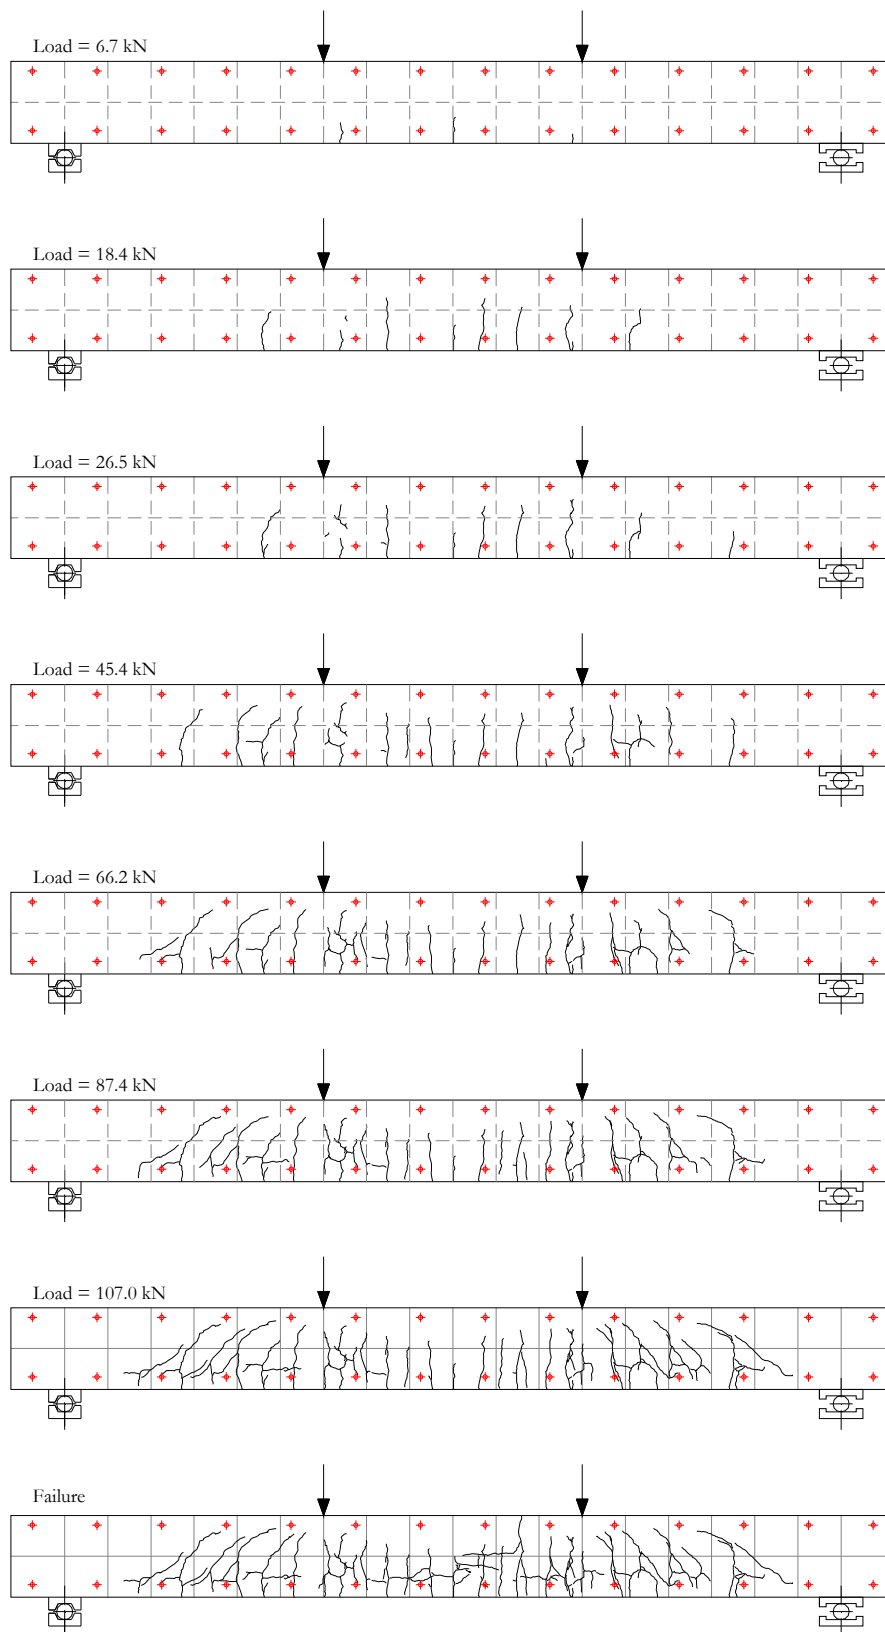 Load = 6.7 kN
Load = 18.4 kN
Load = 26.5 kN
Load = 45.4 kN
Load = 66.2 kN
Load = 87.4 kN
Load = 107.0 kN
Failure